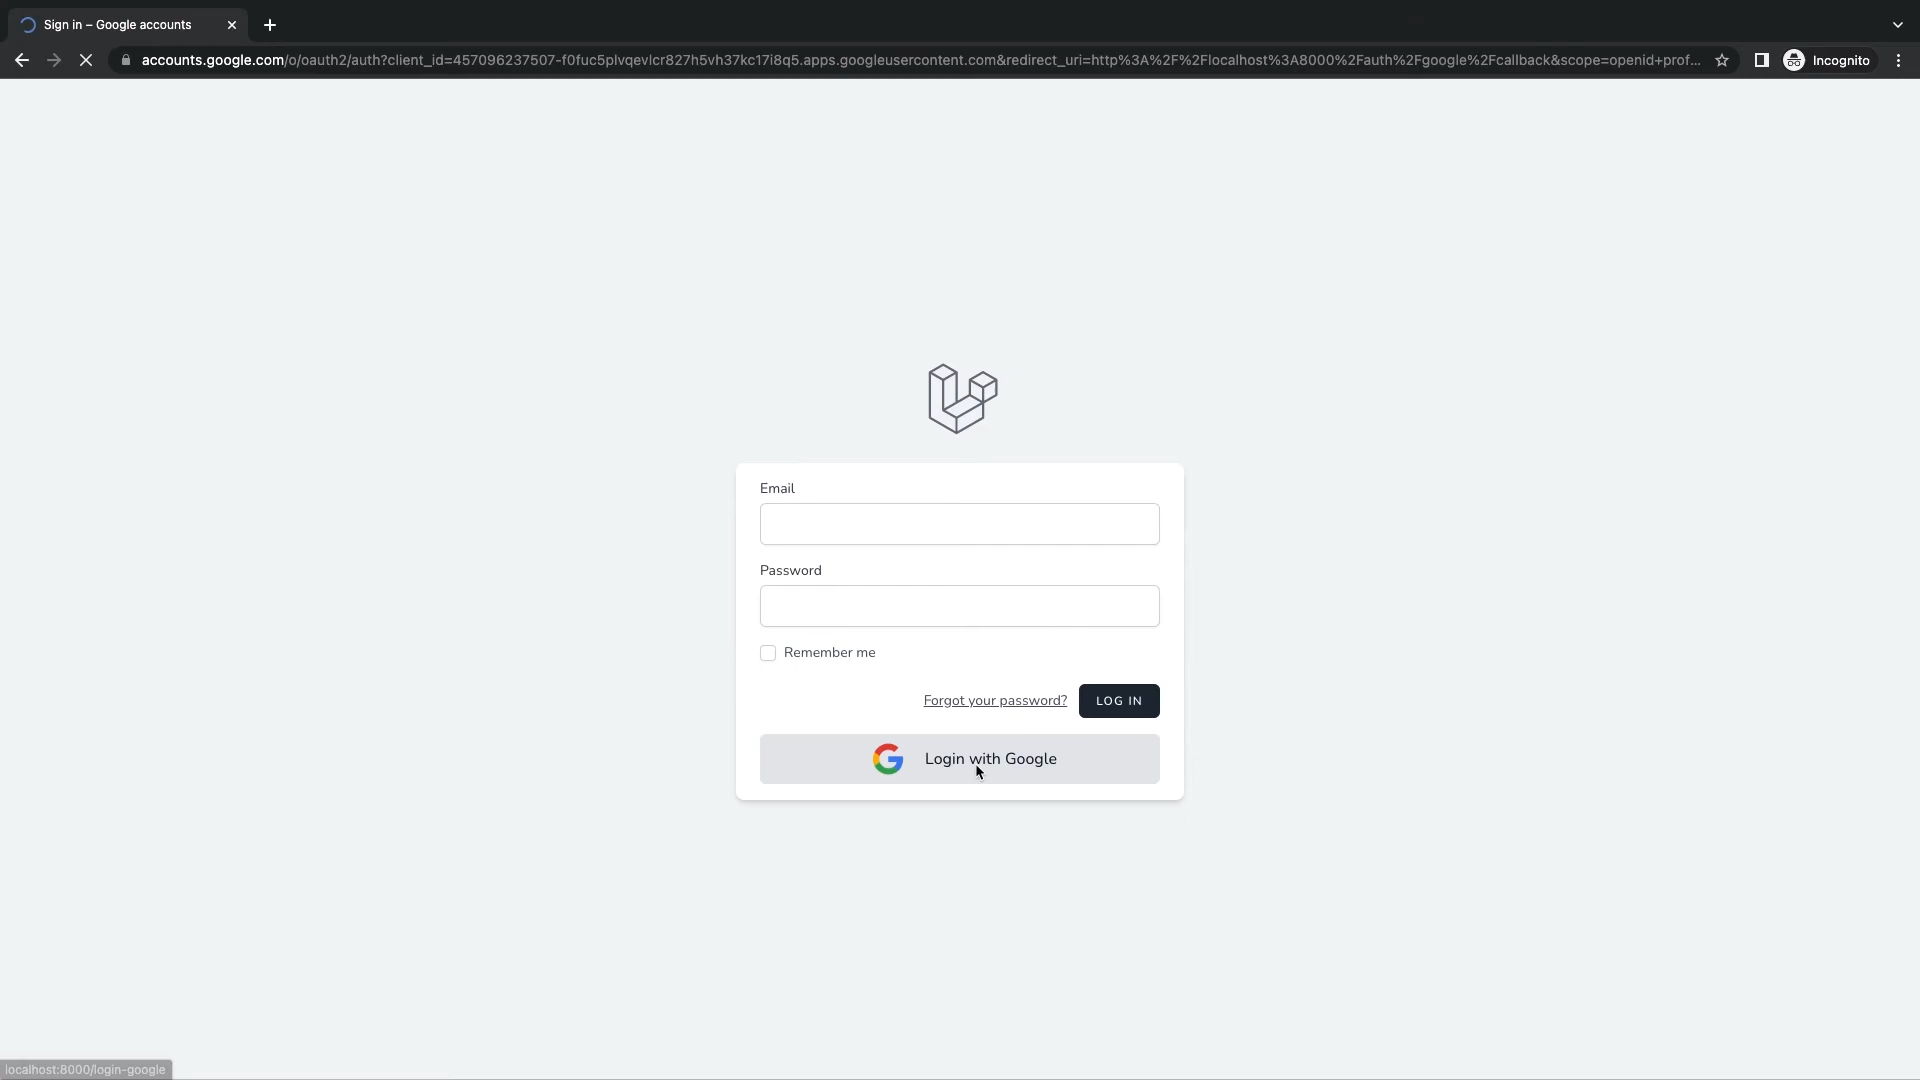 Sign in – Google accounts
accounts.google.com/o/oauth2/auth?client_id=457096237507-f0fuc5plvqevlcr827h5vh37kc17i8q5.apps.googleusercontent.com&redirect_uri=http%3A%2F%2Flocalhost%3A8000%2Fauth%2Fgoogle%2Fcallback&scope=openid+prof...
Incognito
Email
Password
Remember me
Forgot your password?
LOG IN
Login with Google
localhost:8000/login-google